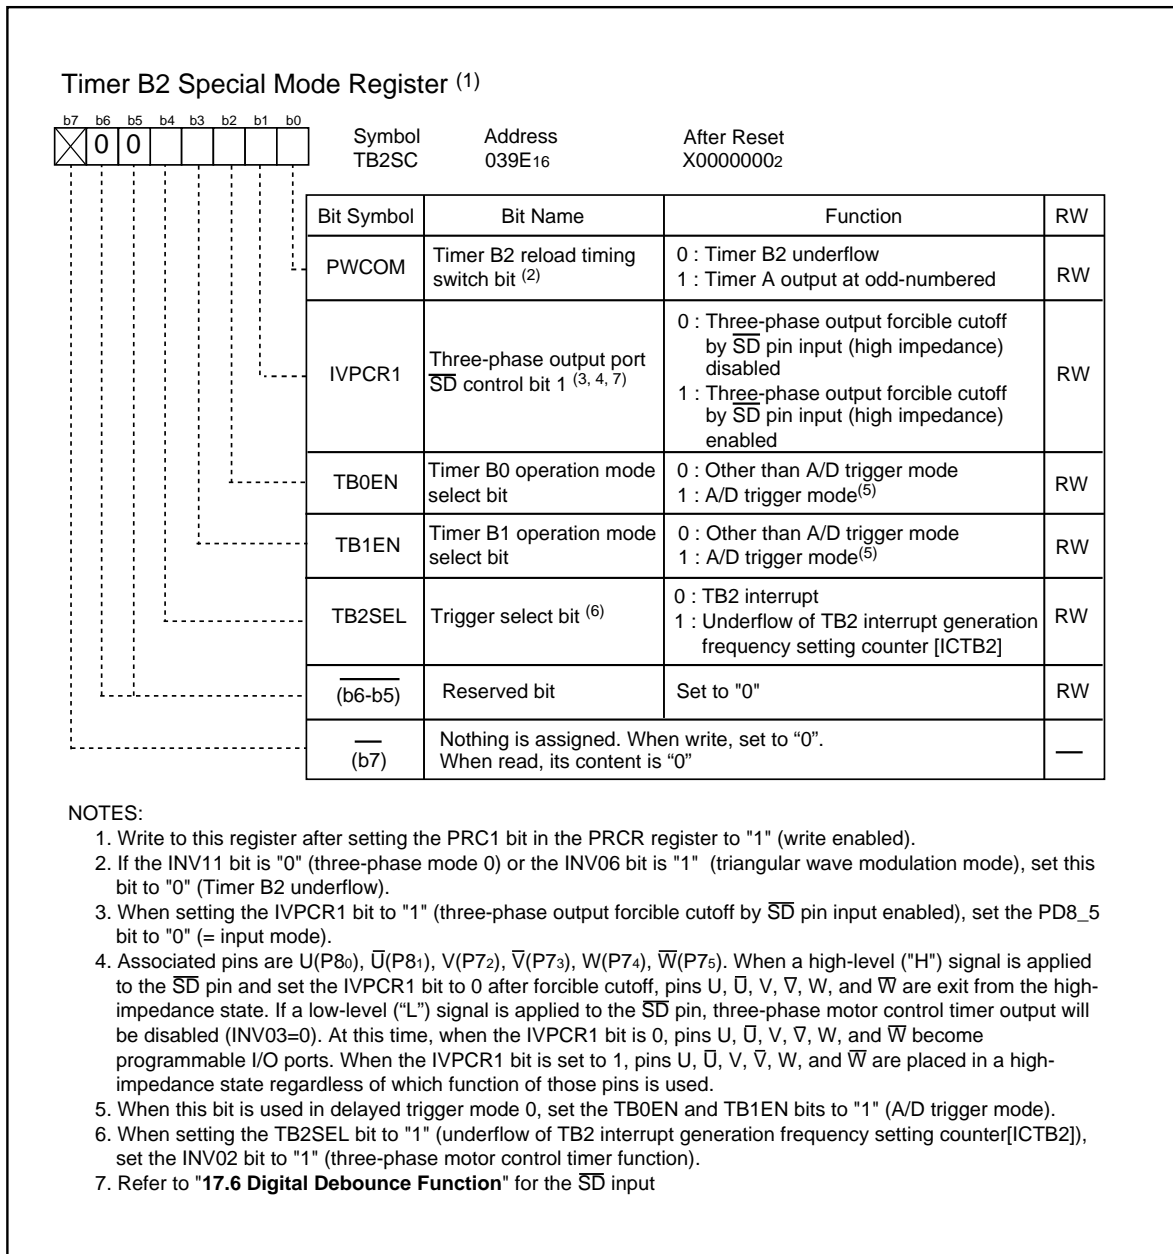 Timer B2 Special Mode Register (1)
b7 b6 b5 b4 b3 b2 b1 b0
0 0
Symbol Address After Reset
TB2SC 039E16 X00000002
Bit Symbol Bit Name Function RW
PWCOM
Timer B2 reload timing
switch bit (2)
0 : Timer B2 underflow
1 : Timer A output at odd-numbered
RW
IVPCR1
Three-phase output port
S̅D̅ control bit 1 (3, 4, 7)
0 : Three-phase output forcible cutoff
by S̅D̅ pin input (high impedance)
disabled
1 : Three-phase output forcible cutoff
by S̅D̅ pin input (high impedance)
enabled
RW
TB0EN
Timer B0 operation mode
select bit
0 : Other than A/D trigger mode
1 : A/D trigger mode(5)
RW
TB1EN
Timer B1 operation mode
select bit
0 : Other than A/D trigger mode
1 : A/D trigger mode(5)
RW
TB2SEL
Trigger select bit (6)
0 : TB2 interrupt
1 : Underflow of TB2 interrupt generation
frequency setting counter [ICTB2]
RW
(b6-b5)
Reserved bit
Set to "0"
RW
—
(b7)
Nothing is assigned. When write, set to “0”.
When read, its content is “0”
—
NOTES:
1. Write to this register after setting the PRC1 bit in the PRCR register to "1" (write enabled).
2. If the INV11 bit is "0" (three-phase mode 0) or the INV06 bit is "1" (triangular wave modulation mode), set this
bit to "0" (Timer B2 underflow).
3. When setting the IVPCR1 bit to "1" (three-phase output forcible cutoff by S̅D̅ pin input enabled), set the PD8_5
bit to "0" (= input mode).
4. Associated pins are U(P80), U̅(P81), V(P72), V̅(P73), W(P74), W̅(P75). When a high-level ("H") signal is applied
to the S̅D̅ pin and set the IVPCR1 bit to 0 after forcible cutoff, pins U, U̅, V, V̅, W, and W̅ are exit from the high-
impedance state. If a low-level (“L”) signal is applied to the S̅D̅ pin, three-phase motor control timer output will
be disabled (INV03=0). At this time, when the IVPCR1 bit is 0, pins U, U̅, V, V̅, W, and W̅ become
programmable I/O ports. When the IVPCR1 bit is set to 1, pins U, U̅, V, V̅, W, and W̅ are placed in a high-
impedance state regardless of which function of those pins is used.
5. When this bit is used in delayed trigger mode 0, set the TB0EN and TB1EN bits to "1" (A/D trigger mode).
6. When setting the TB2SEL bit to "1" (underflow of TB2 interrupt generation frequency setting counter[ICTB2]),
set the INV02 bit to "1" (three-phase motor control timer function).
7. Refer to "17.6 Digital Debounce Function" for the S̅D̅ input